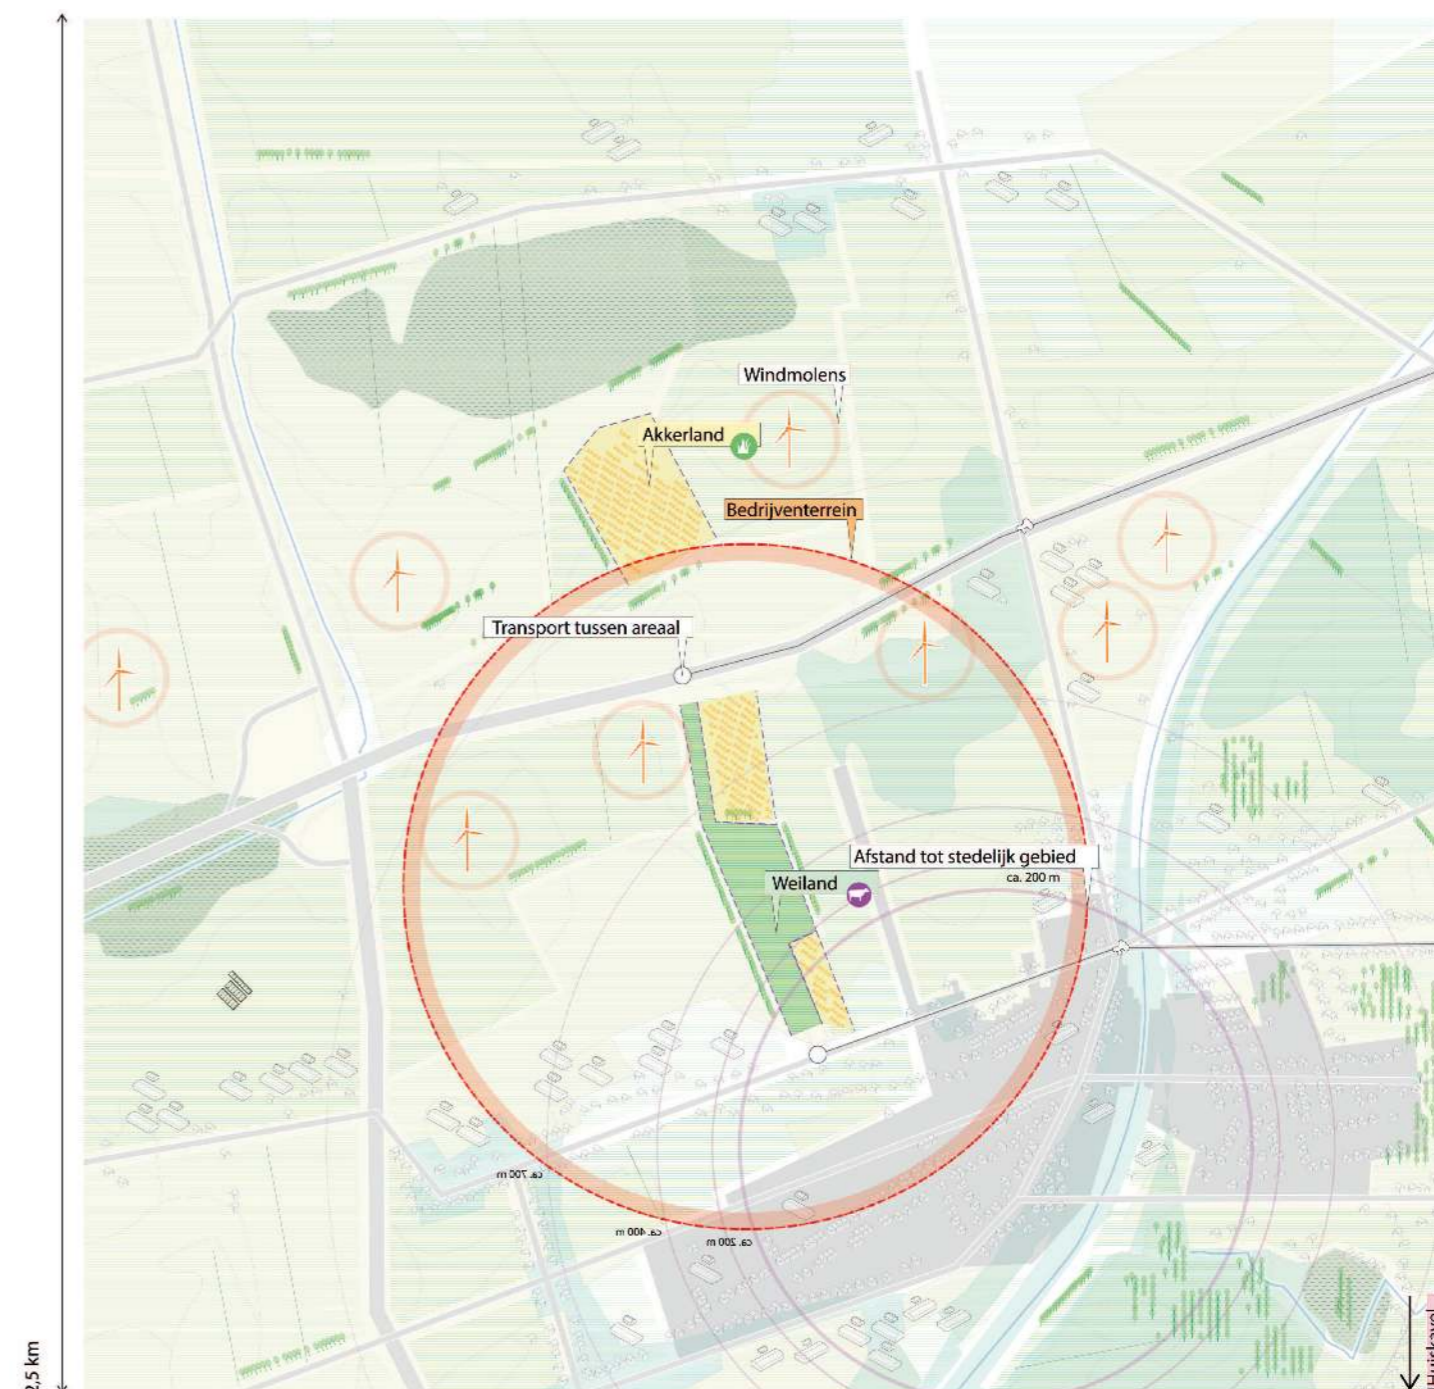 Windmolens
Akkerland
Bedrijventerrein
Transport tussen areaal
Afstand tot stedelijk gebied
ca. 200 m
Weiland
ca. 700 m
ca. 400 m
ca. 200 m
2,5 km
Huiskavel